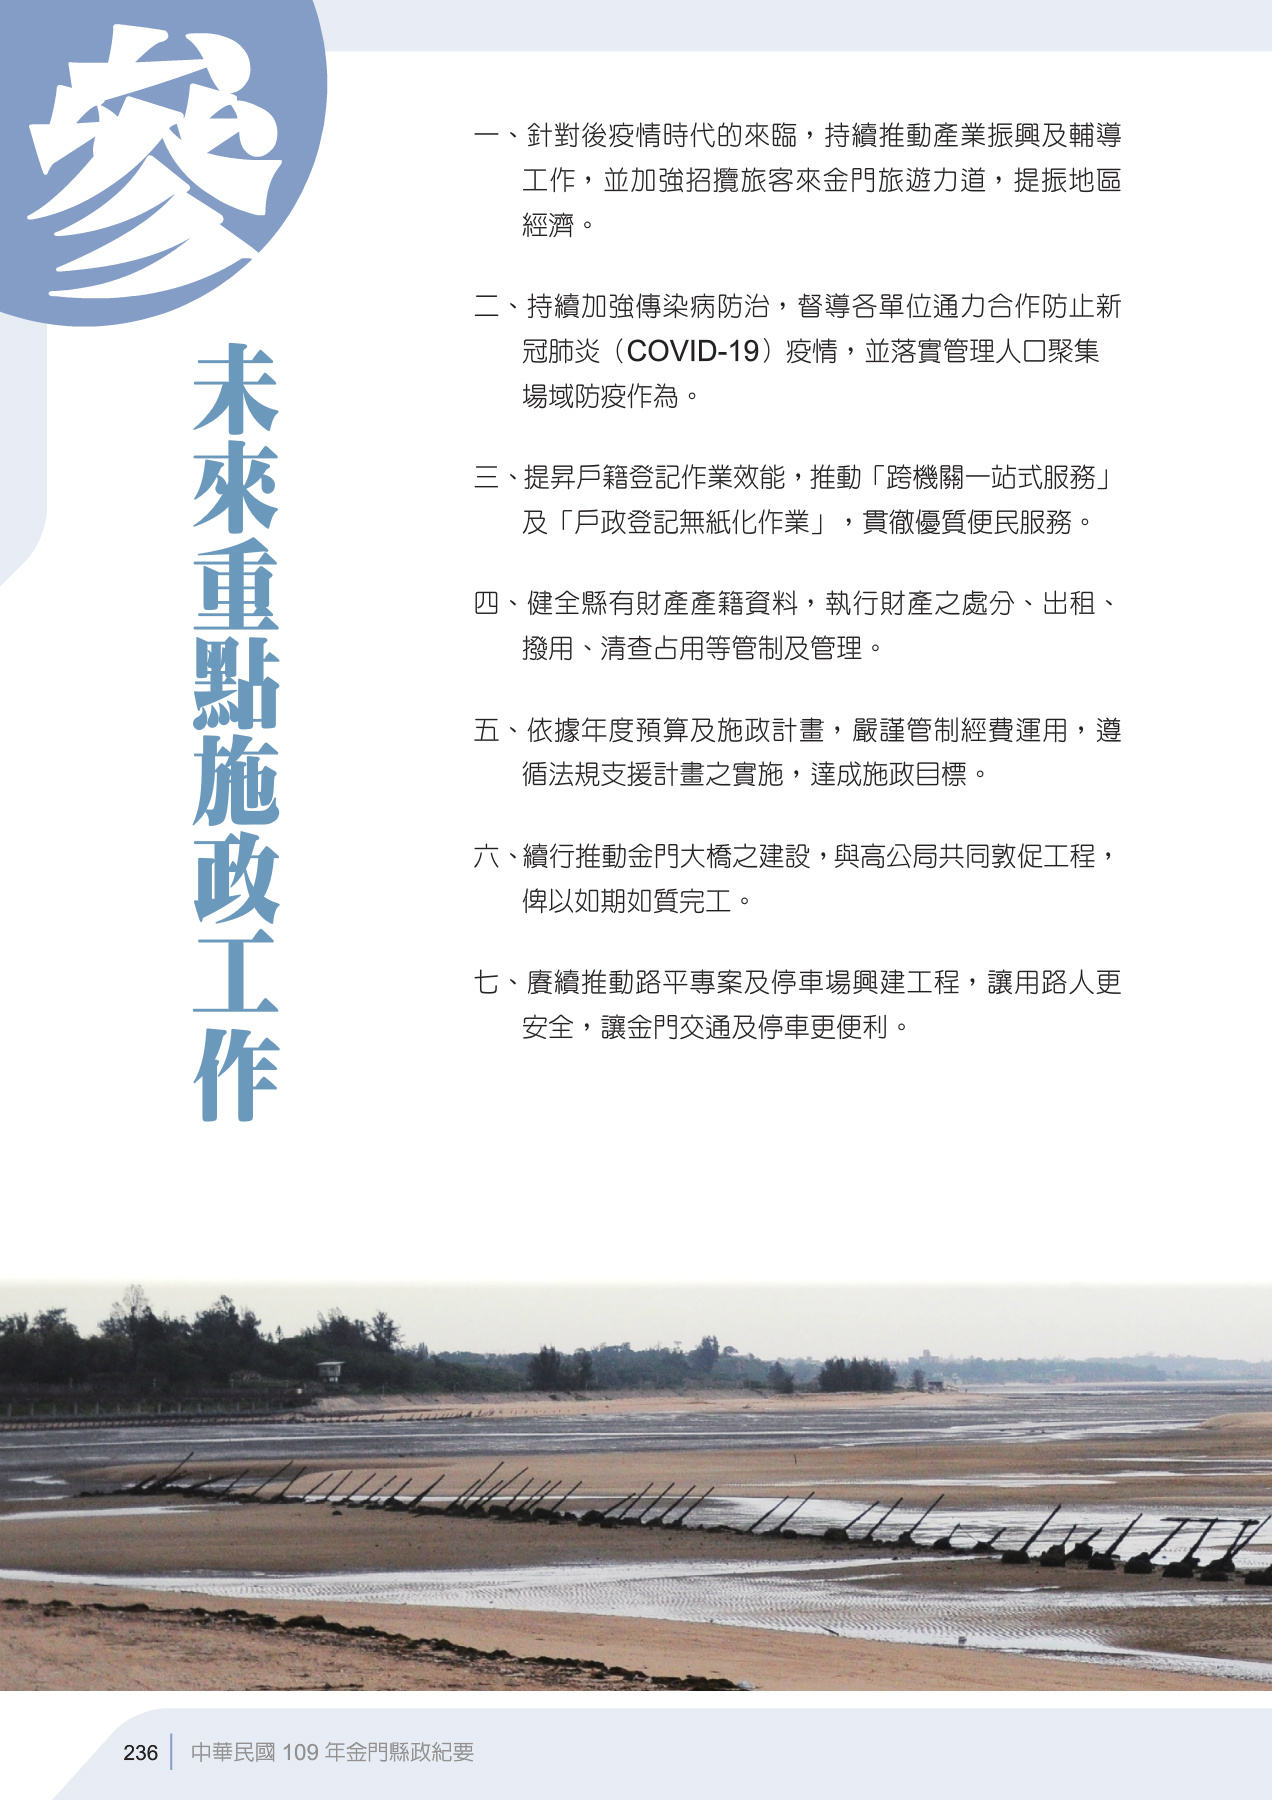 參
未來重點施政工作
一、針對後疫情時代的來臨，持續推動產業振興及輔導
工作，並加強招攬旅客來金門旅遊力道，提振地區
經濟。
二、持續加強傳染病防治，督導各單位通力合作防止新
冠肺炎（COVID-19）疫情，並落實管理人口聚集
場域防疫作為。
三、提昇戶籍登記作業效能，推動「跨機關一站式服務」
及「戶政登記無紙化作業」，貫徹優質便民服務。
四、健全縣有財產產籍資料，執行財產之處分、出租、
撥用、清查占用等管制及管理。
五、依據年度預算及施政計畫，嚴謹管制經費運用，遵
循法規支援計畫之實施，達成施政目標。
六、續行推動金門大橋之建設，與高公局共同敦促工程，
俾以如期如質完工。
七、賡續推動路平專案及停車場興建工程，讓用路人更
安全，讓金門交通及停車更便利。
236 中華民國 109 年金門縣政紀要